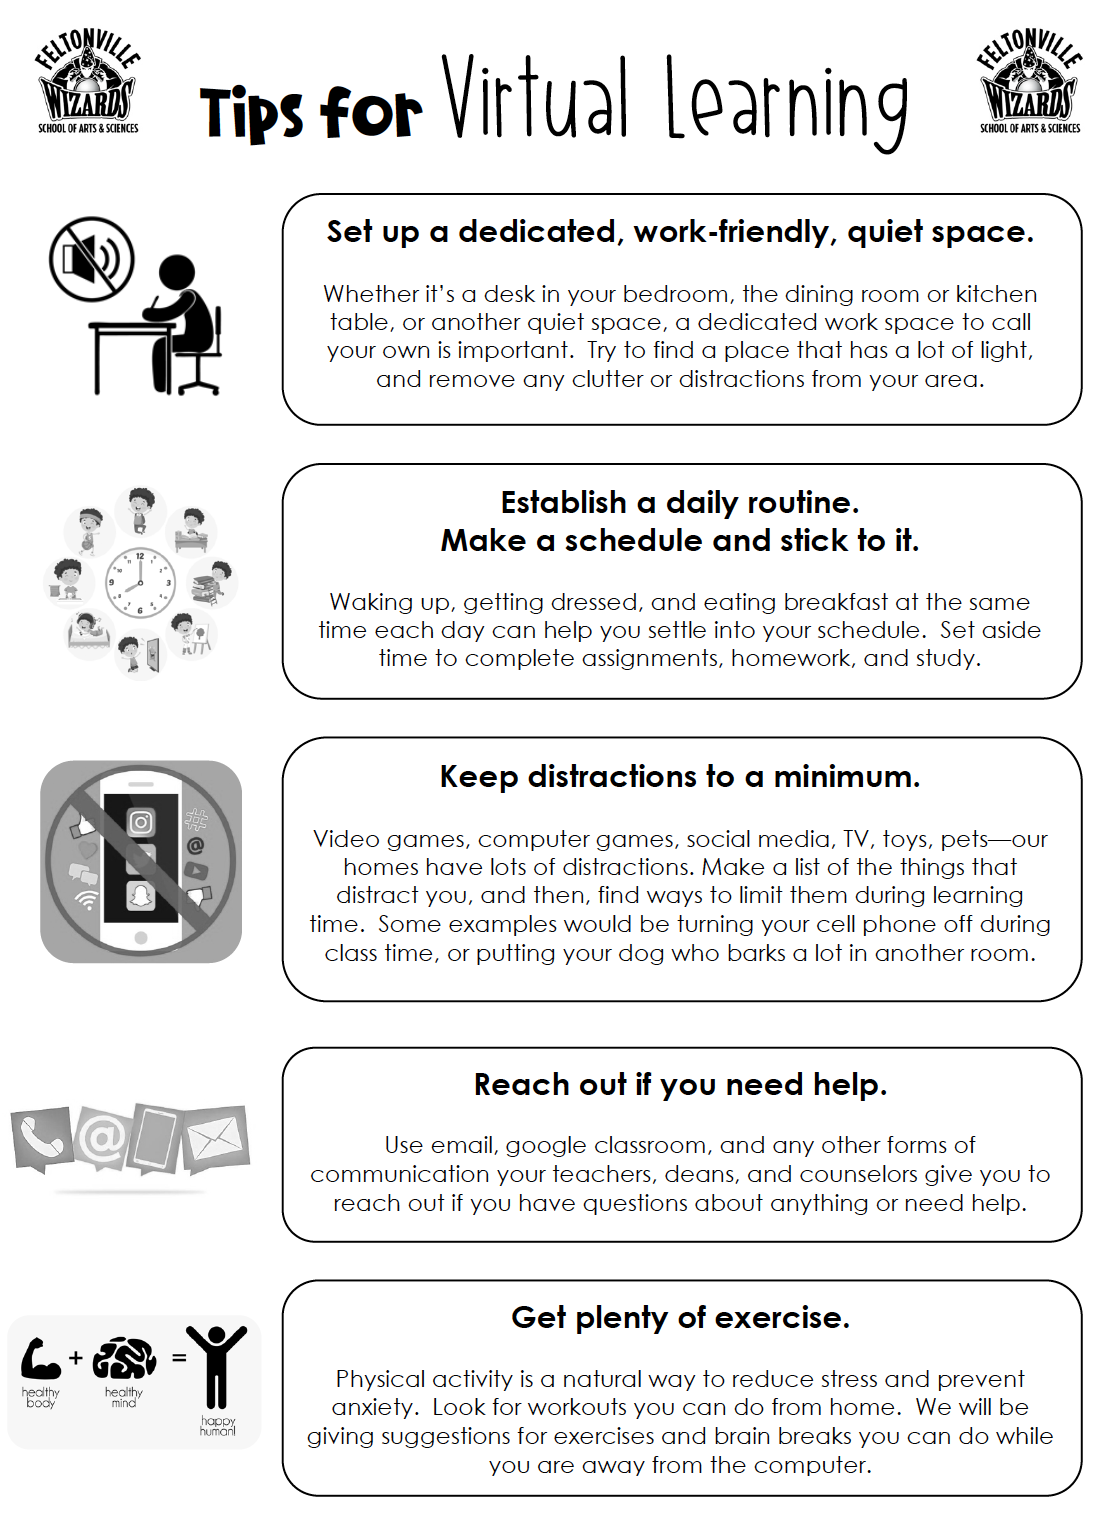 FELTONVILLE
WIZARDS
SCHOOL OF ARTS & SCIENCES
Tips for Virtual Learning
FELTONVILLE
WIZARDS
SCHOOL OF ARTS & SCIENCES
Set up a dedicated, work-friendly, quiet space.
Whether it's a desk in your bedroom, the dining room or kitchen
table, or another quiet space, a dedicated work space to call
your own is important.  Try to find a place that has a lot of light,
and remove any clutter or distractions from your area.
12
1
2
3
4
5
6
7
8
9
10
11
Establish a daily routine.
Make a schedule and stick to it.
Waking up, getting dressed, and eating breakfast at the same
time each day can help you settle into your schedule.  Set aside
time to complete assignments, homework, and study.
#
@
Keep distractions to a minimum.
Video games, computer games, social media, TV, toys, pets—our
homes have lots of distractions. Make a list of the things that
distract you, and then, find ways to limit them during learning
time.  Some examples would be turning your cell phone off during
class time, or putting your dog who barks a lot in another room.
@
Reach out if you need help.
Use email, google classroom, and any other forms of
communication your teachers, deans, and counselors give you to
reach out if you have questions about anything or need help.
+ =
healthy
body
healthy
mind
happy
human!
Get plenty of exercise.
Physical activity is a natural way to reduce stress and prevent
anxiety.  Look for workouts you can do from home.  We will be
giving suggestions for exercises and brain breaks you can do while
you are away from the computer.